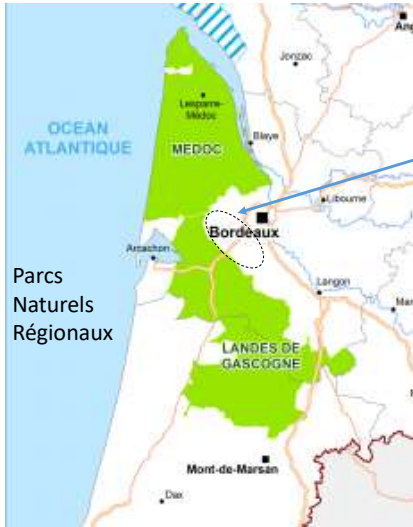 Jonzac
Lesparre-
Médoc
OCEAN
ATLANTIQUE
MEDOC
Blaye
Libourne
Bordeaux
Arcachon
Parcs
Naturels
Régionaux
Langon
LANDES DE
GASCOGNE
Mont-de-Marsan
Dax